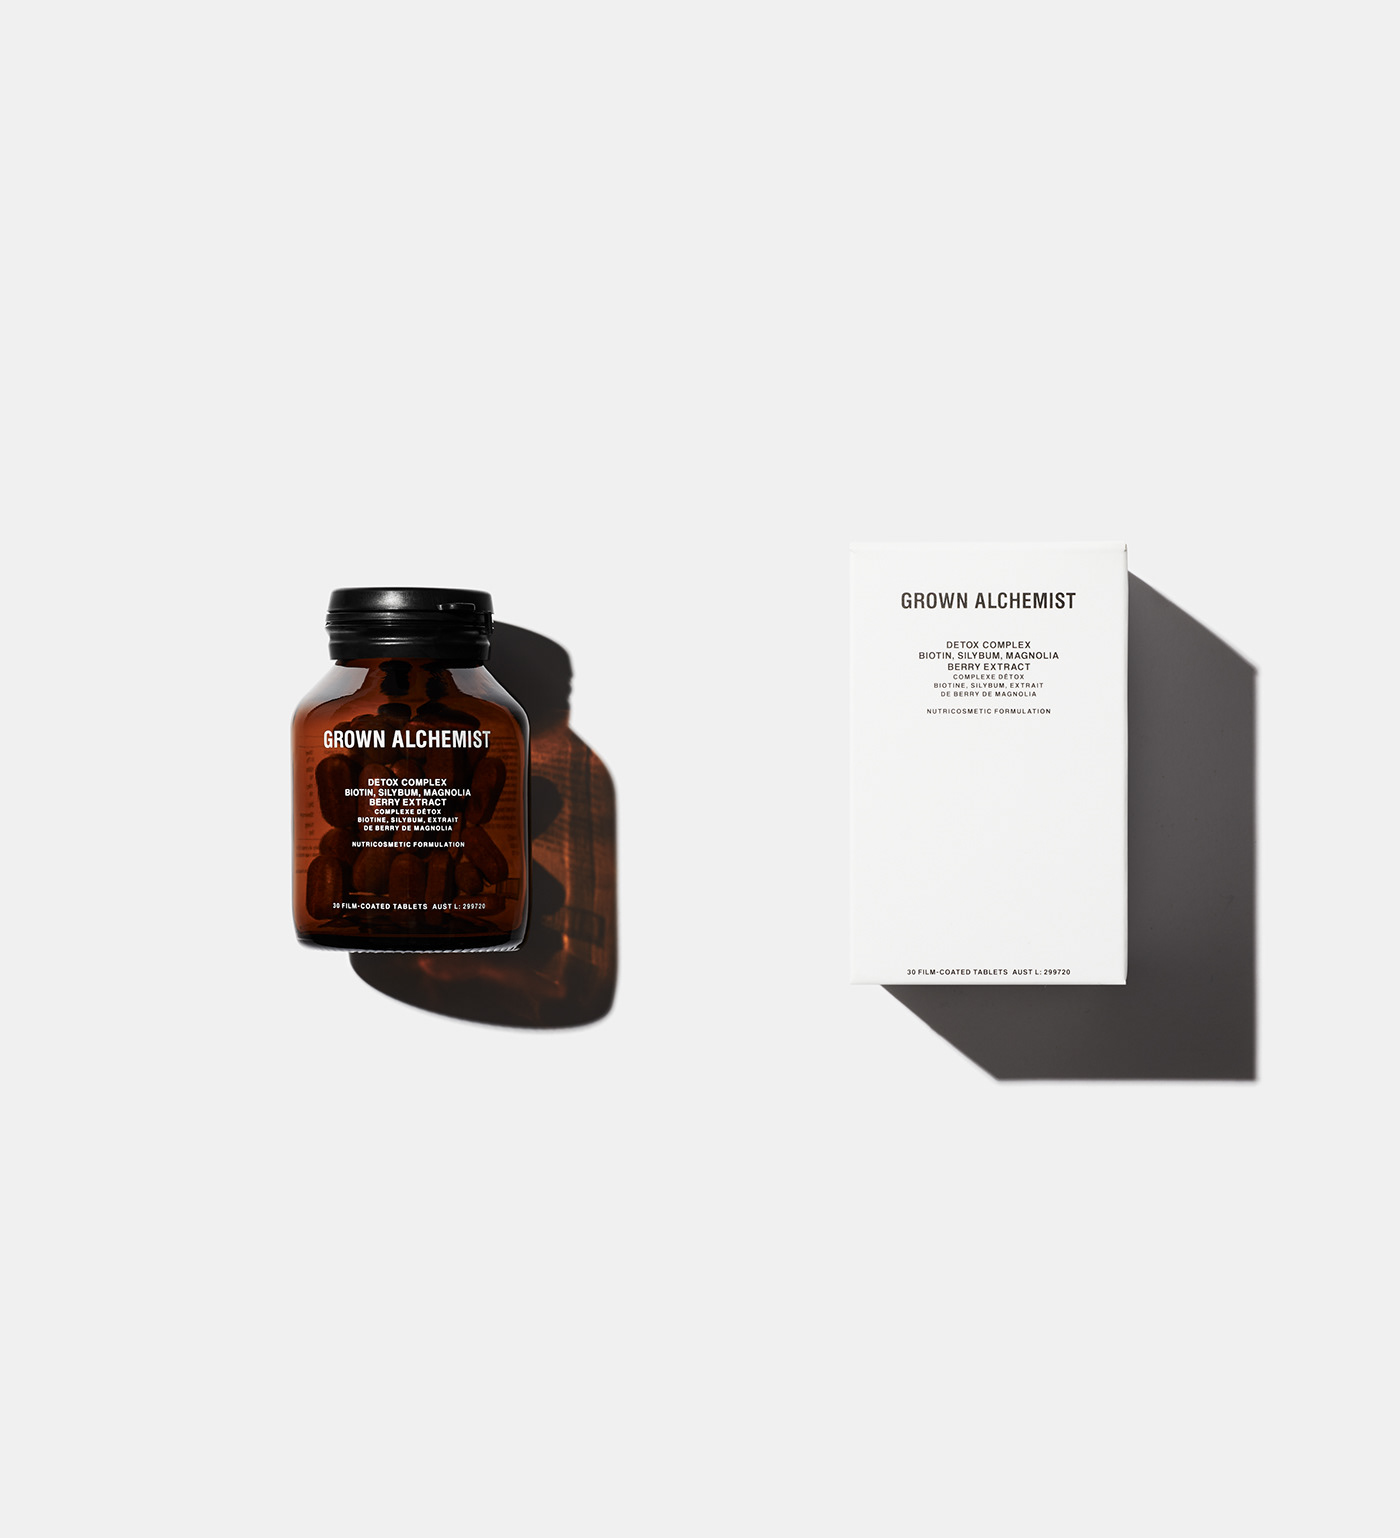 GROWN ALCHEMIST
DETOX COMPLEX
BIOTIN, SILYBUM, MAGNOLIA
BERRY EXTRACT
COMPLEXE DÉTOX
BIOTINE, SILYBUM, EXTRAIT
DE BERRY DE MAGNOLIA
NUTRICOSMETIC FORMULATION
30 FILM-COATED TABLETS AUST L: 299720
GROWN ALCHEMIST
DETOX COMPLEX
BIOTIN, SILYBUM, MAGNOLIA
BERRY EXTRACT
COMPLEXE DÉTOX
BIOTINE, SILYBUM, EXTRAIT
DE BERRY DE MAGNOLIA
NUTRICOSMETIC FORMULATION
30 FILM-COATED TABLETS AUST L: 299720